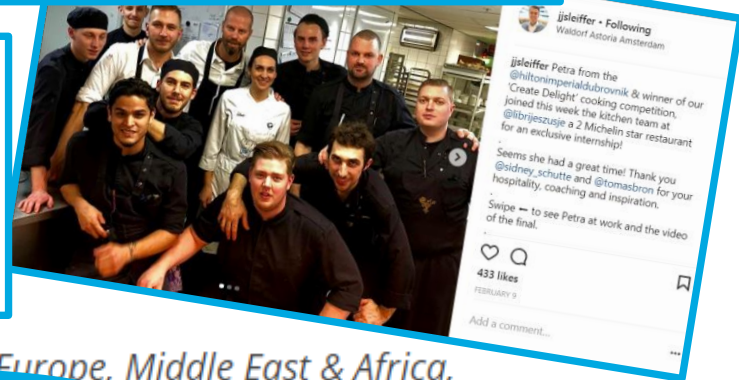 jjsleiffer • Following
Waldorf Astoria Amsterdam
jjsleiffer Petra from the
@hiltonimperialdubrovnik & winner of our
'Create Delight' cooking competition,
joined this week the kitchen team at
@librijeszusje a 2 Michelin star restaurant
for an exclusive internship!
.
Seems she had a great time! Thank you
@sidney_schutte and @tomasbron for your
hospitality, coaching and inspiration.
.
Swipe ⬅ to see Petra at work and the video
of the final.
.
433 likes
FEBRUARY 9
Add a comment...
Europe, Middle East & Africa,